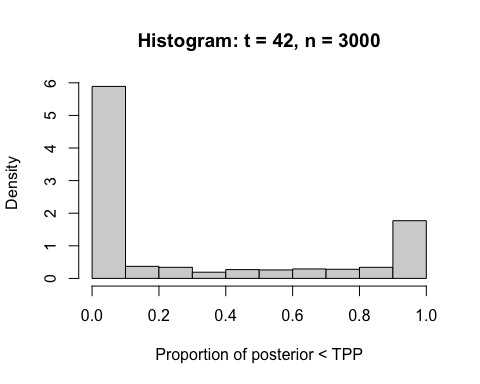 Histogram: t = 42, n = 3000
Density
6
5
4
3
2
1
0
0.0 0.2 0.4 0.6 0.8 1.0
Proportion of posterior < TPP